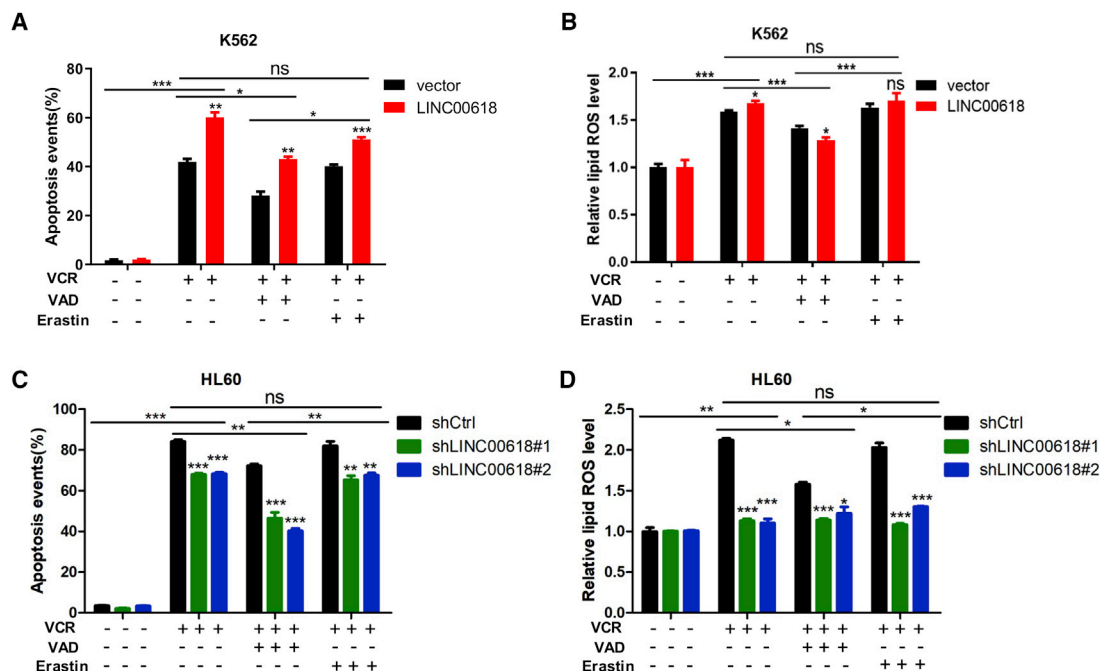 A
K562
ns
***
*
*
**
**
***
vector
LINC00618
Apoptosis events(%)
80
60
40
20
0
VCR - - + + + + + +
VAD - - - - + + - -
Erastin - - - - - - + +
B
K562
ns
***
***
***
ns
*
*
vector
LINC00618
Relative lipid ROS level
2.0
1.5
1.0
0.5
0.0
VCR - - + + + + + +
VAD - - - - + + - -
Erastin - - - - - - + +
C
HL60
ns
***
**
**
*** ***
*** ***
** **
shCtrl
shLINC00618#1
shLINC00618#2
Apoptosis events(%)
100
80
60
40
20
0
VCR - - - + + + + + + + + +
VAD - - - - - - + + + - - -
Erastin - - - - - - - - - + + +
D
HL60
ns
**
*
*
*** ***
*** *
*** ***
shCtrl
shLINC00618#1
shLINC00618#2
Relative lipid ROS level
2.5
2.0
1.5
1.0
0.5
0.0
VCR - - - + + + + + + + + +
VAD - - - - - - + + + - - -
Erastin - - - - - - - - - + + +